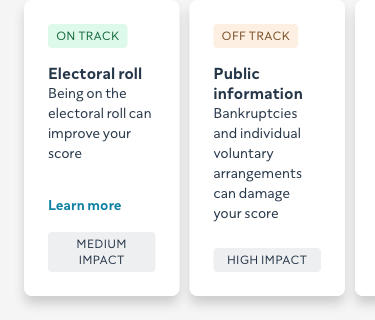 ON TRACK
Electoral roll
Being on the
electoral roll can
improve your
score
Learn more
MEDIUM
IMPACT
OFF TRACK
Public
information
Bankruptcies
and individual
voluntary
arrangements
can damage
your score
HIGH IMPACT